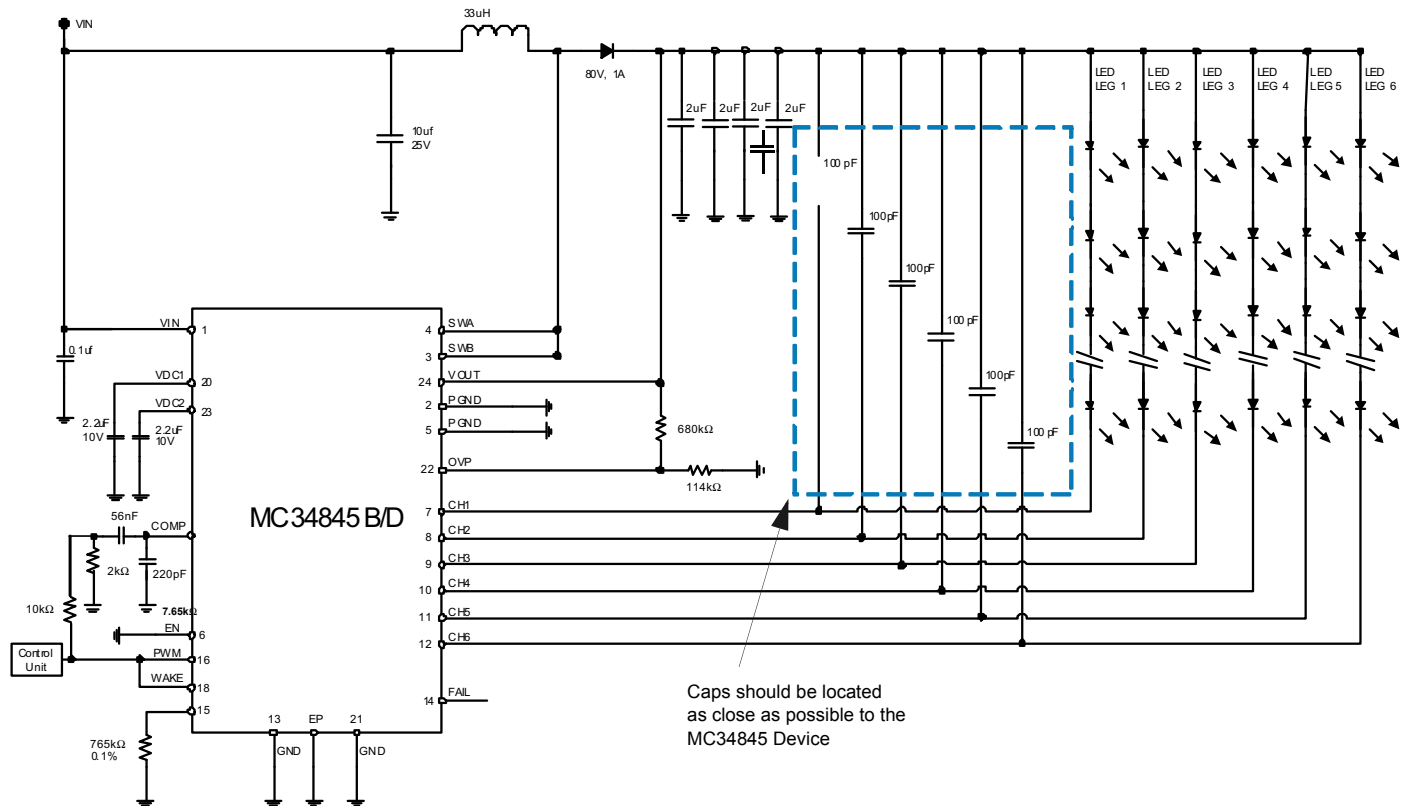 VIN
33uH
80V, 1A
10uf
25V
2uF
2uF
2uF
2uF
LED
LEG 1
LED
LEG 2
LED
LEG 3
LED
LEG 4
LED
LEG 5
LED
LEG 6
100 pF
100pF
100pF
100 pF
100pF
100 pF
0.1uf
VIN
1
VDC1
20
VDC2
23
2.2uF
10V
2.2uF
10V
4
SWA
3
SWB
24
VOUT
2
PGND
5
PGND
22
OVP
680kΩ
114kΩ
MC34845 B/D
7
CH1
8
CH2
9
CH3
10
CH4
11
CH5
12
CH6
14
FAIL
56nF
COMP
2kΩ
220pF
10kΩ
7.65kΩ
EN
6
Control
Unit
PWM
16
WAKE
18
15
765kΩ
0.1%
13
EP
21
GND
GND
Caps should be located
as close as possible to the
MC34845 Device